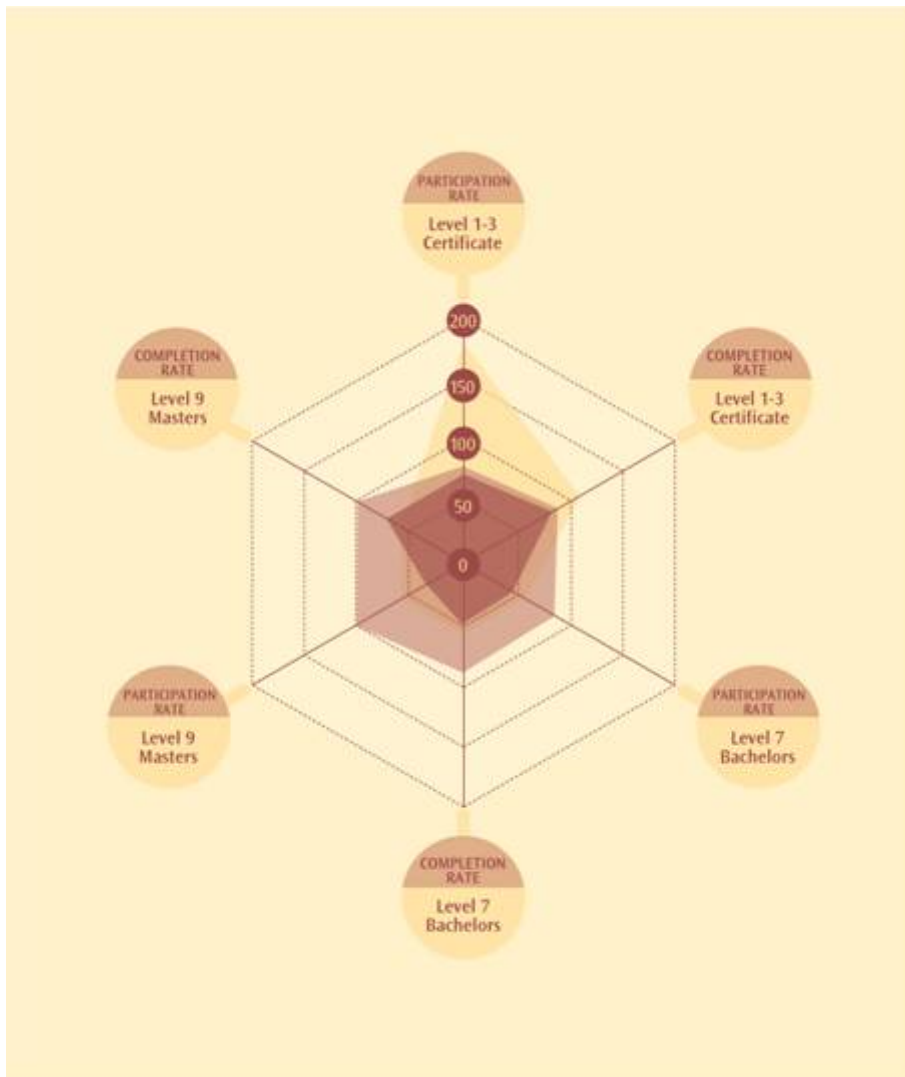 PARTICIPATION
RATE
Level 1-3
Certificate
200
COMPLETION
RATE
Level 9
Masters
COMPLETION
RATE
Level 1-3
Certificate
150
100
50
0
PARTICIPATION
RATE
Level 9
Masters
PARTICIPATION
RATE
Level 7
Bachelors
COMPLETION
RATE
Level 7
Bachelors